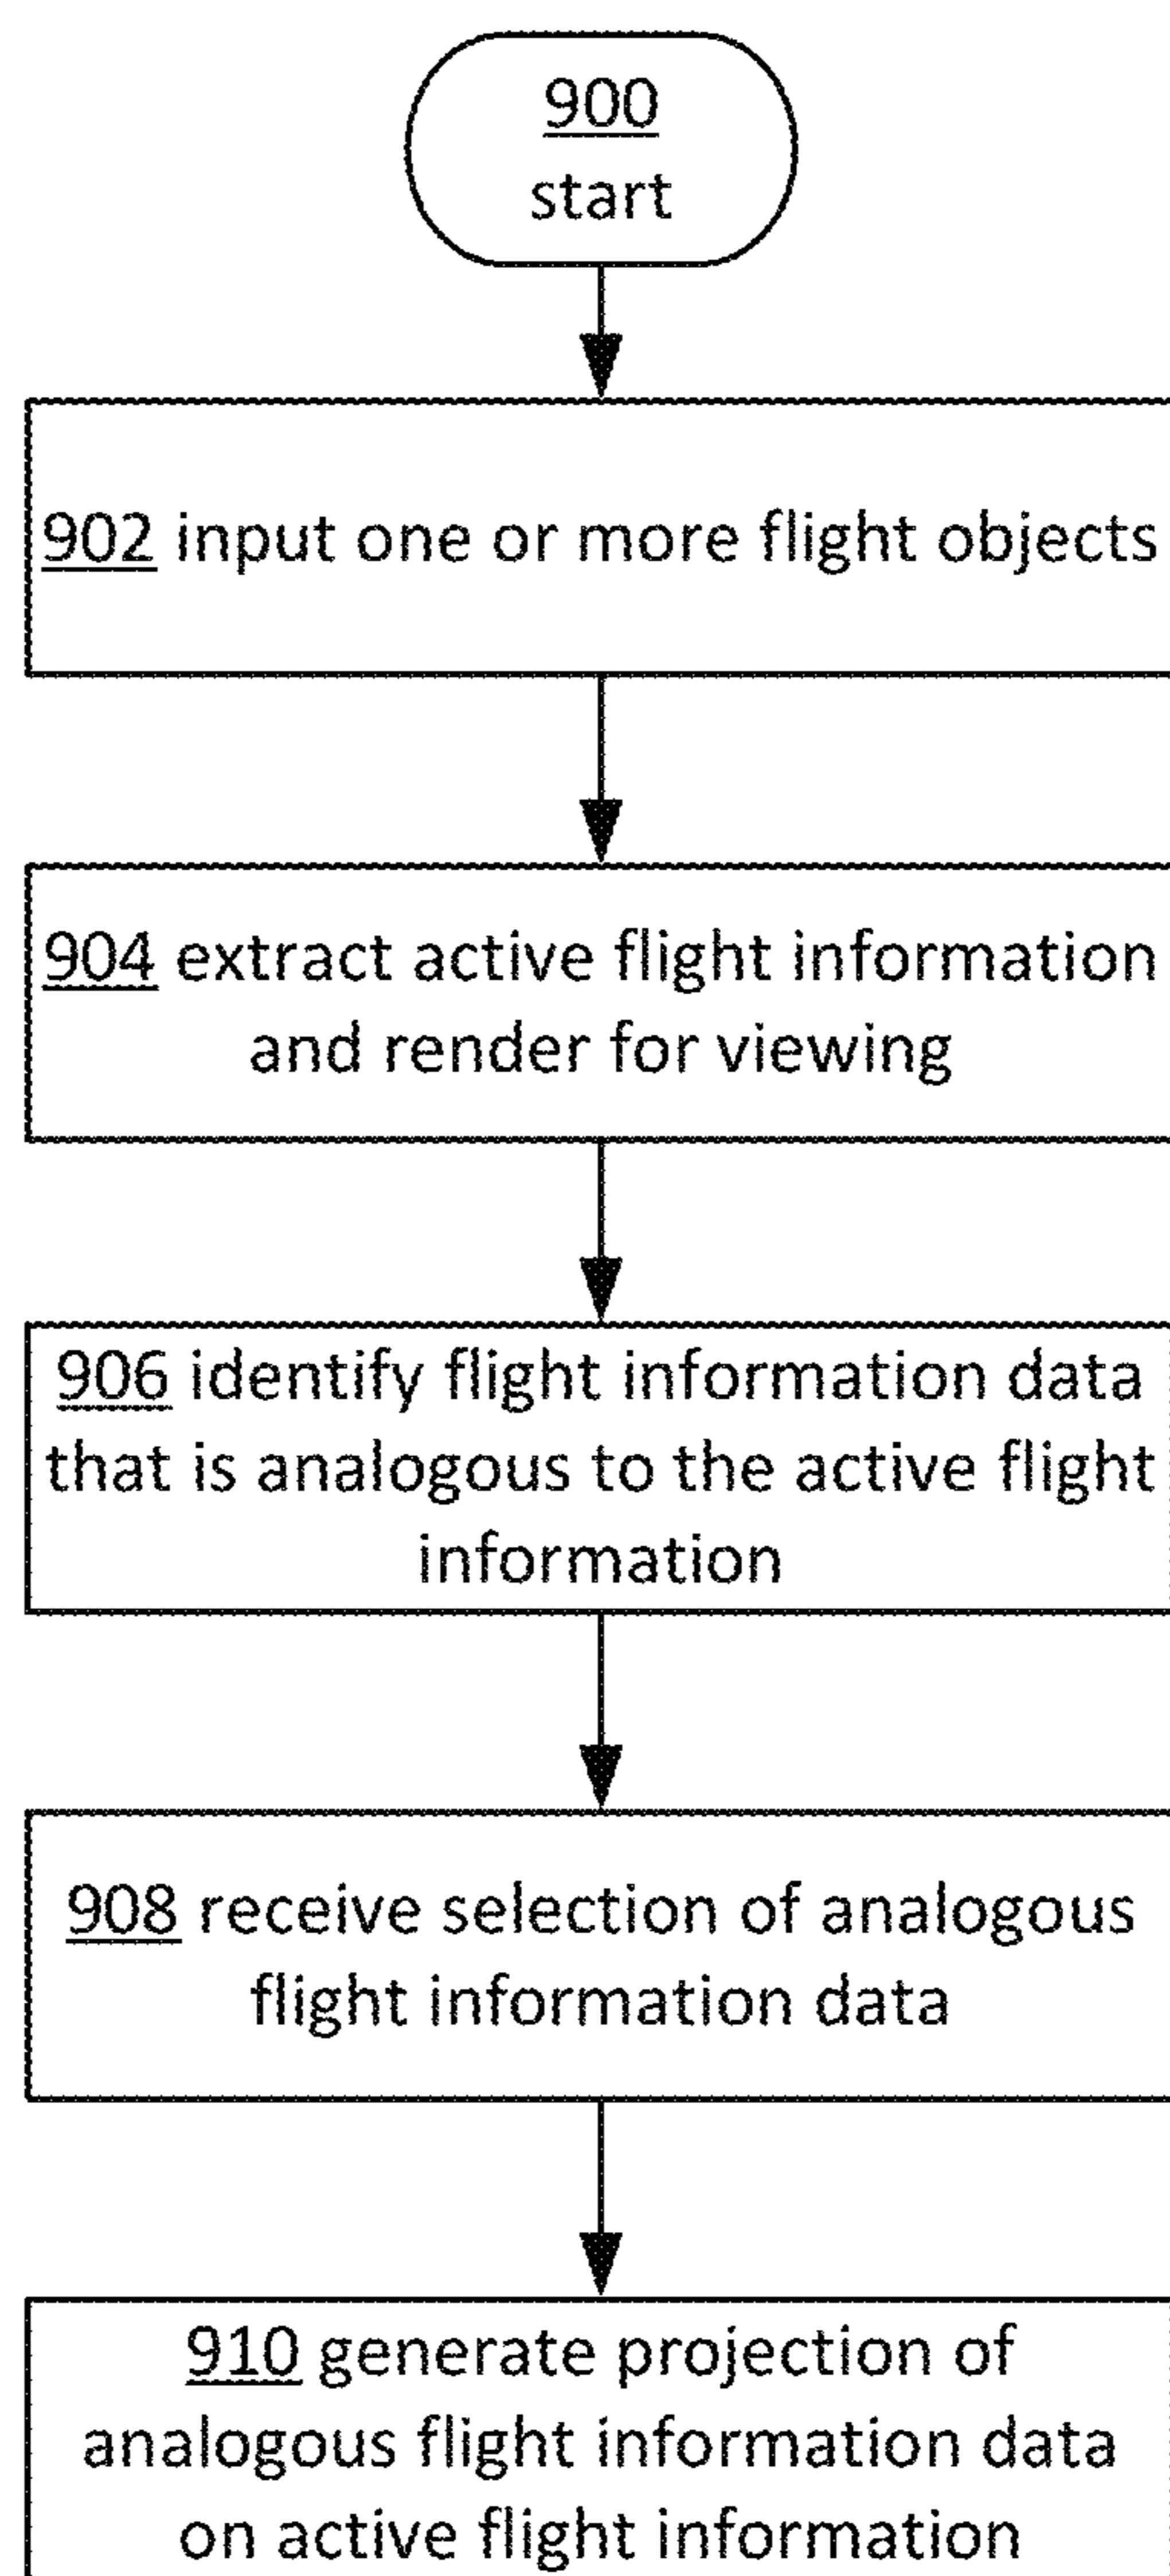 900
start
902 input one or more flight objects
904 extract active flight information
and render for viewing
906 identify flight information data
that is analogous to the active flight
information
908 receive selection of analogous
flight information data
910 generate projection of
analogous flight information data
on active flight information